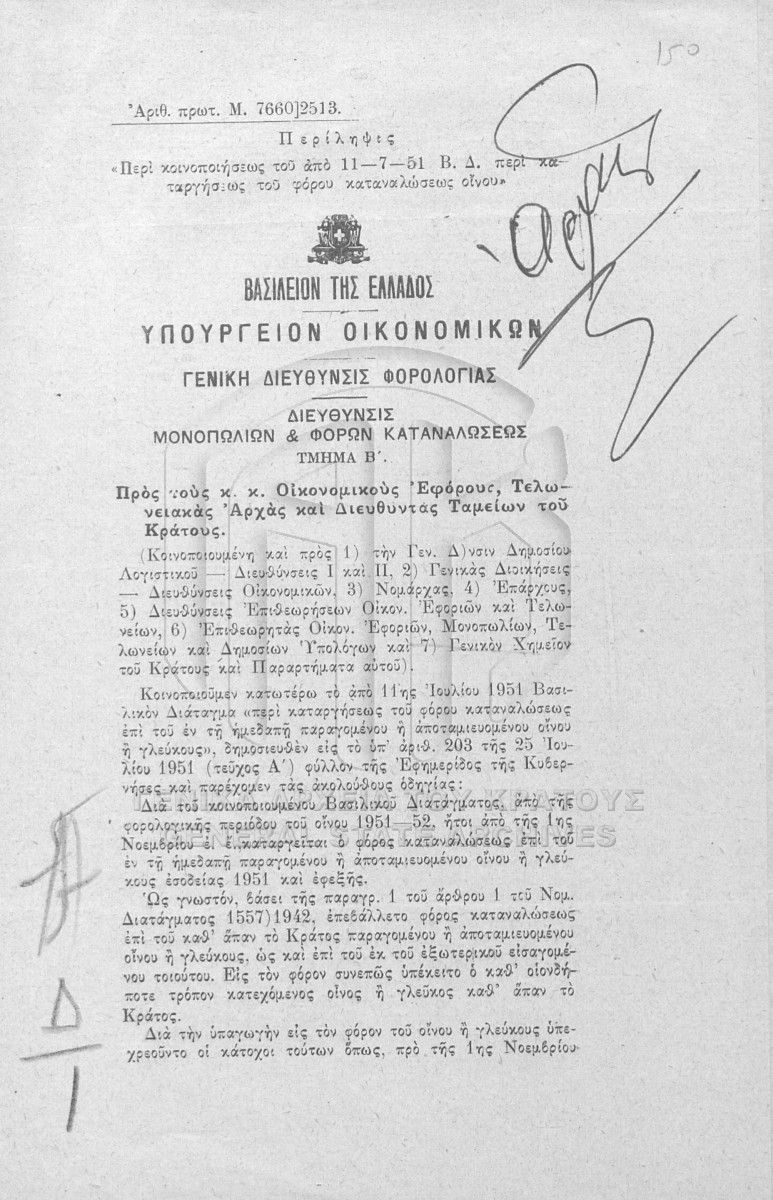 150
Ἀριθ. πρωτ. Μ. 7660]2513.
Περίληψις
«Περὶ κοινοποιήσεως τοῦ ἀπὸ 11—7—51 Β. Δ. περὶ κα-
ταργήσεως τοῦ φόρου καταναλώσεως οἴνου»
ΒΑΣΙΛΕΙΟΝ ΤΗΣ ΕΛΛΑΔΟΣ
ΥΠΟΥΡΓΕΙΟΝ ΟΙΚΟΝΟΜΙΚΩΝ
ΓΕΝΙΚΗ ΔΙΕΥΘΥΝΣΙΣ ΦΟΡΟΛΟΓΙΑΣ
ΔΙΕΥΘΥΝΣΙΣ
ΜΟΝΟΠΩΛΙΩΝ & ΦΟΡΩΝ ΚΑΤΑΝΑΛΩΣΕΩΣ
ΤΜΗΜΑ Β΄.
Πρὸς τοὺς κ. κ. Οἰκονομικοὺς Ἐφόρους, Τελω-
νειακὰς Ἀρχὰς καὶ Διευθυντὰς Ταμείων τοῦ
Κράτους.
(Κοινοποιουμένη καὶ πρὸς 1) τὴν Γεν. Δ)νσιν Δημοσίου
Λογιστικοῦ — Διευθύνσεις Ι καὶ ΙΙ, 2) Γενικὰς Διοικήσεις
— Διευθύνσεις Οἰκονομικῶν, 3) Νομάρχας, 4) Ἐπάρχους,
5) Διευθύνσεις Ἐπιθεωρήσεων Οἰκον. Ἐφοριῶν καὶ Τελω-
νείων, 6) Ἐπιθεωρητὰς Οἰκον. Ἐφοριῶν, Μονοπωλίων, Τε-
λωνείων καὶ Δημοσίων Ὑπολόγων καὶ 7) Γενικὸν Χημεῖον
τοῦ Κράτους καὶ Παραρτήματα αὐτοῦ).
Κοινοποιοῦμεν κατωτέρω τὸ ἀπὸ 11ης Ἰουλίου 1951 Βασι-
λικὸν Διάταγμα «περὶ καταργήσεως τοῦ φόρου καταναλώσεως
ἐπὶ τοῦ ἐν τῇ ἡμεδαπῇ παραγομένου ἢ ἀποταμιευομένου οἴνου
ἢ γλεύκους», δημοσιευθὲν εἰς τὸ ὑπ' ἀριθ. 203 τῆς 25 Ἰου-
λίου 1951 (τεῦχος Α΄) φύλλον τῆς Ἐφημερίδος τῆς Κυβερ-
νήσεως καὶ παρέχομεν τὰς ἀκολούθους ὁδηγίας:
ΓΕΝΙΚΑ ΑΡΧΕΙΑ ΤΟΥ ΚΡΑΤΟΥΣ
GENERAL STATE ARCHIVES
Διὰ τοῦ κοινοποιουμένου Βασιλικοῦ Διατάγματος, ἀπὸ τῆς
φορολογικῆς περιόδου τοῦ οἴνου 1951—52, ἤτοι ἀπὸ τῆς 1ης
Νοεμβρίου ἐ. ἔ., καταργεῖται ὁ φόρος καταναλώσεως ἐπὶ τοῦ
ἐν τῇ ἡμεδαπῇ παραγομένου ἢ ἀποταμιευομένου οἴνου ἢ γλεύ-
κους ἐσοδείας 1951 καὶ ἐφεξῆς.
Ὡς γνωστόν, βάσει τῆς παραγρ. 1 τοῦ ἄρθρου 1 τοῦ Νομ.
Διατάγματος 1557)1942, ἐπεβάλλετο φόρος καταναλώσεως
ἐπὶ τοῦ καθ' ἅπαν τὸ Κράτος παραγομένου ἢ ἀποταμιευομένου
οἴνου ἢ γλεύκους, ὡς καὶ ἐπὶ τοῦ ἐκ τοῦ ἐξωτερικοῦ εἰσαγομέ-
νου τοιούτου. Εἰς τὸν φόρον συνεπῶς ὑπέκειτο ὁ καθ' οἱονδή-
ποτε τρόπον κατεχόμενος οἶνος ἢ γλεῦκος καθ' ἅπαν τὸ
Κράτος.
Διὰ τὴν ὑπαγωγὴν εἰς τὸν φόρον τοῦ οἴνου ἢ γλεύκους ὑπε-
χρεοῦντο οἱ κάτοχοι τούτων ὅπως, πρὸ τῆς 1ης Νοεμβρίου
Δ
1